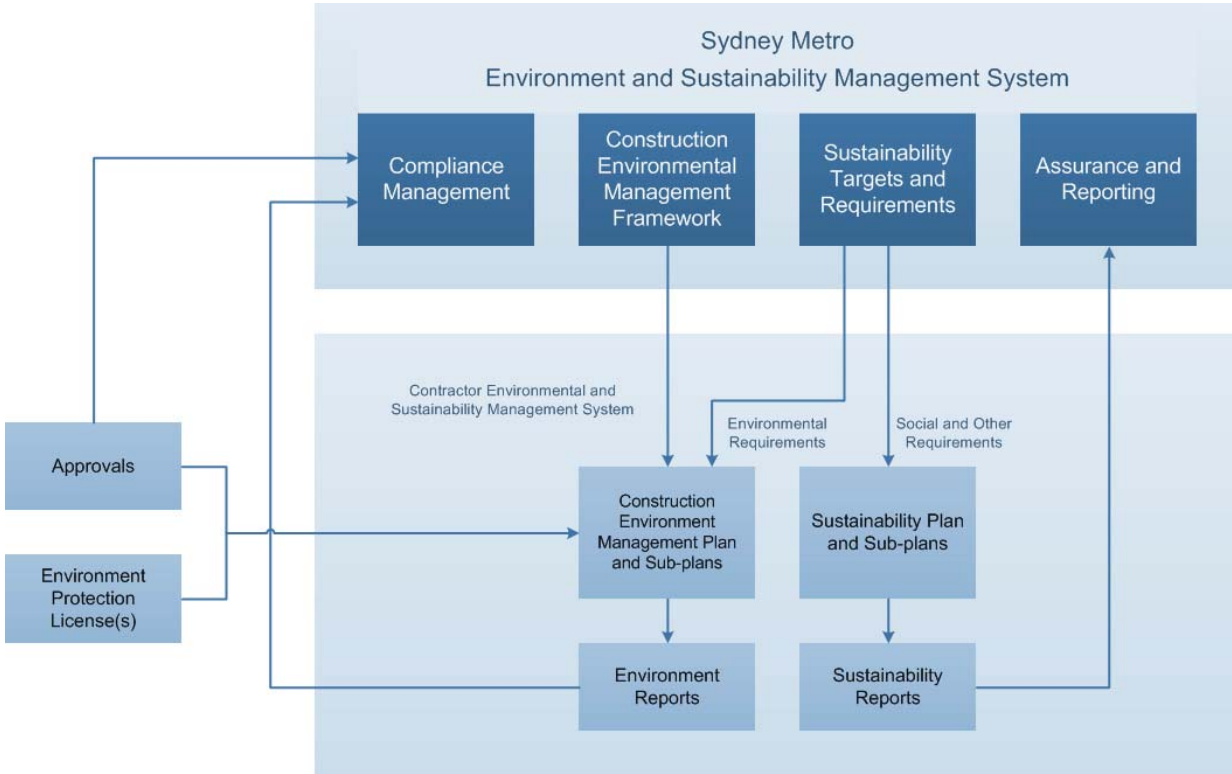 Sydney Metro
Environment and Sustainability Management System
Compliance
Management
Construction
Environmental
Management
Framework
Sustainability
Targets and
Requirements
Assurance and
Reporting
Contractor Environmental and
Sustainability Management System
Environmental
Requirements
Social and Other
Requirements
Approvals
Environment
Protection
License(s)
Construction
Environment
Management Plan
and Sub-plans
Sustainability Plan
and Sub-plans
Environment
Reports
Sustainability
Reports